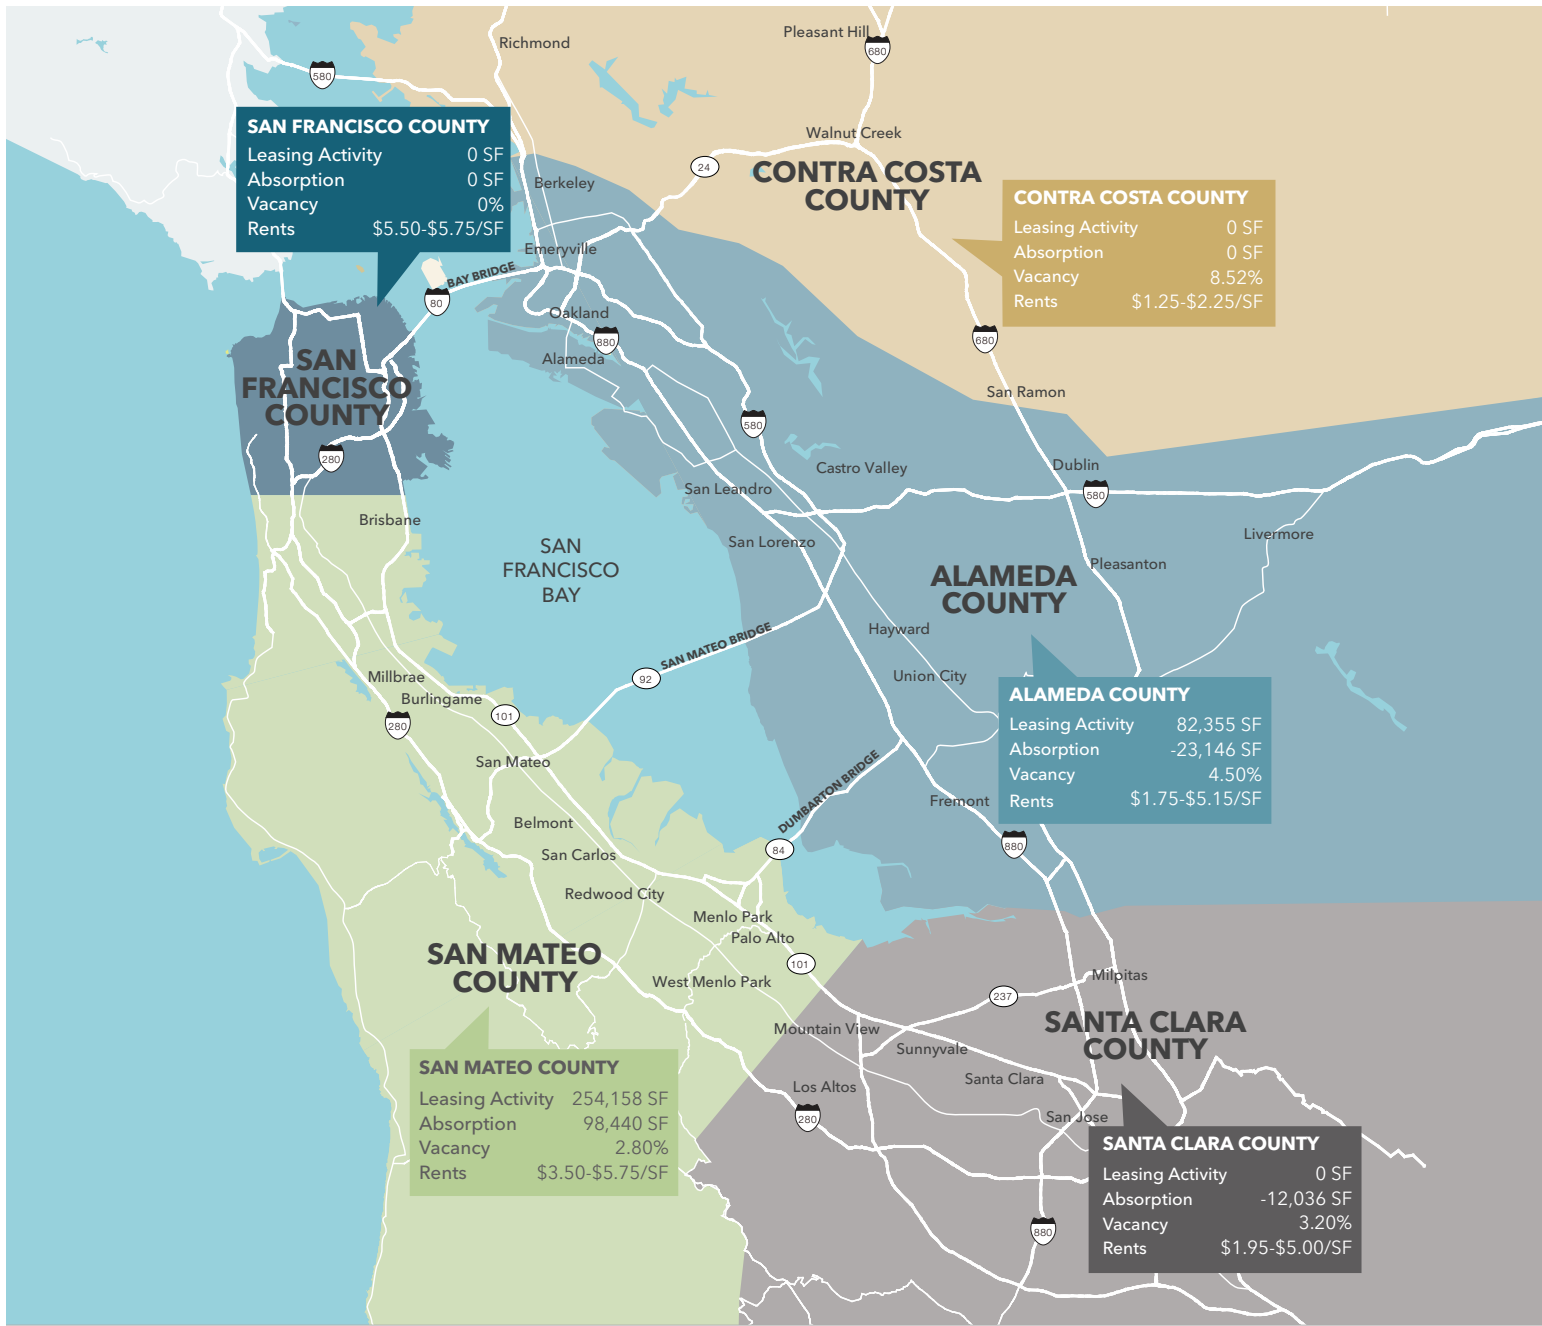 Richmond
Pleasant Hill
680
580
SAN FRANCISCO COUNTY
Leasing Activity 0 SF
Absorption 0 SF
Vacancy 0%
Rents $5.50-$5.75/SF
Walnut Creek
24
CONTRA COSTA
COUNTY
Berkeley
CONTRA COSTA COUNTY
Leasing Activity 0 SF
Absorption 0 SF
Vacancy 8.52%
Rents $1.25-$2.25/SF
Emeryville
BAY BRIDGE
80
Oakland
880
Alameda
680
SAN
FRANCISCO
COUNTY
San Ramon
580
280
Castro Valley
Dublin
San Leandro
580
Brisbane
Livermore
San Lorenzo
SAN
FRANCISCO
BAY
Pleasanton
ALAMEDA
COUNTY
Hayward
SAN MATEO BRIDGE
92
Union City
Millbrae
Burlingame
101
280
ALAMEDA COUNTY
Leasing Activity 82,355 SF
Absorption -23,146 SF
Vacancy 4.50%
Rents $1.75-$5.15/SF
San Mateo
DUMBARTON BRIDGE
Fremont
Belmont
84
880
San Carlos
Redwood City
Menlo Park
Palo Alto
101
SAN MATEO
COUNTY
West Menlo Park
Milpitas
237
Mountain View
SANTA CLARA
COUNTY
Sunnyvale
SAN MATEO COUNTY
Leasing Activity 254,158 SF
Absorption 98,440 SF
Vacancy 2.80%
Rents $3.50-$5.75/SF
Santa Clara
Los Altos
280
San Jose
SANTA CLARA COUNTY
Leasing Activity 0 SF
Absorption -12,036 SF
Vacancy 3.20%
Rents $1.95-$5.00/SF
880